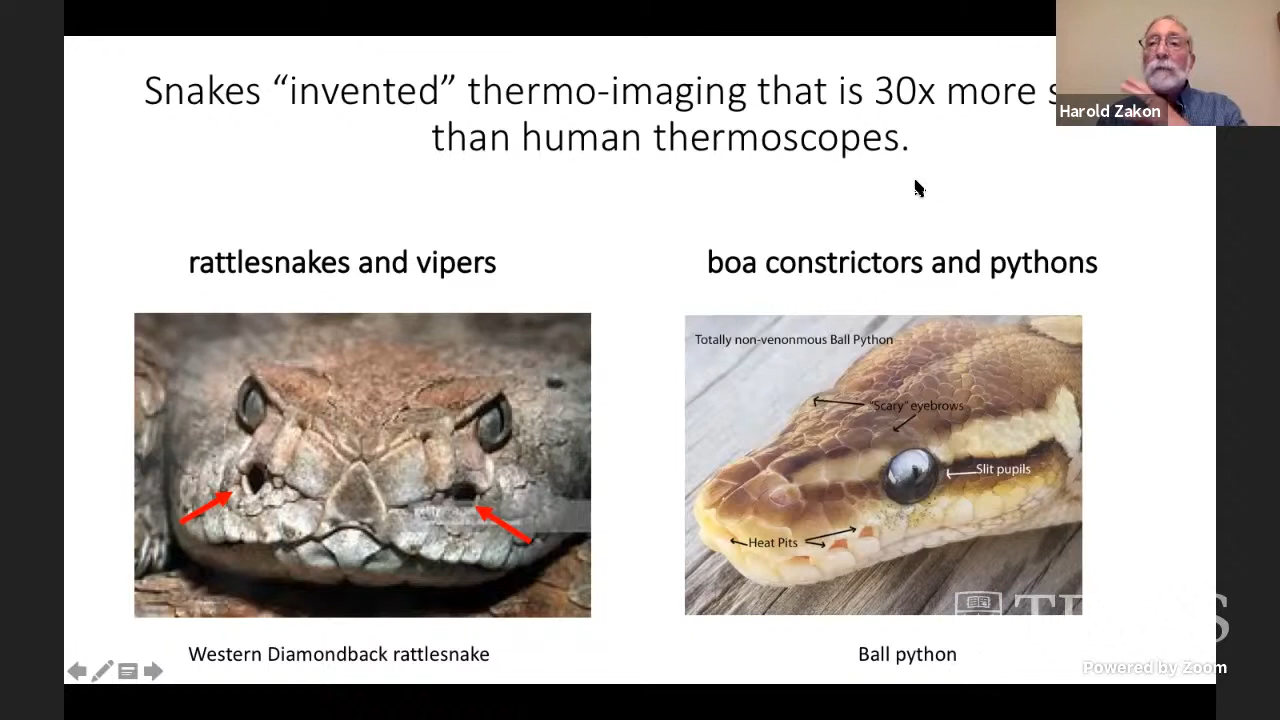 Snakes “invented” thermo-imaging that is 30x more
than human thermoscopes.
Harold Zakon
rattlesnakes and vipers
boa constrictors and pythons
Totally non-venonmous Ball Python
"Scary" eyebrows
Slit pupils
Heat Pits
Western Diamondback rattlesnake
Ball python
Powered by Zoom